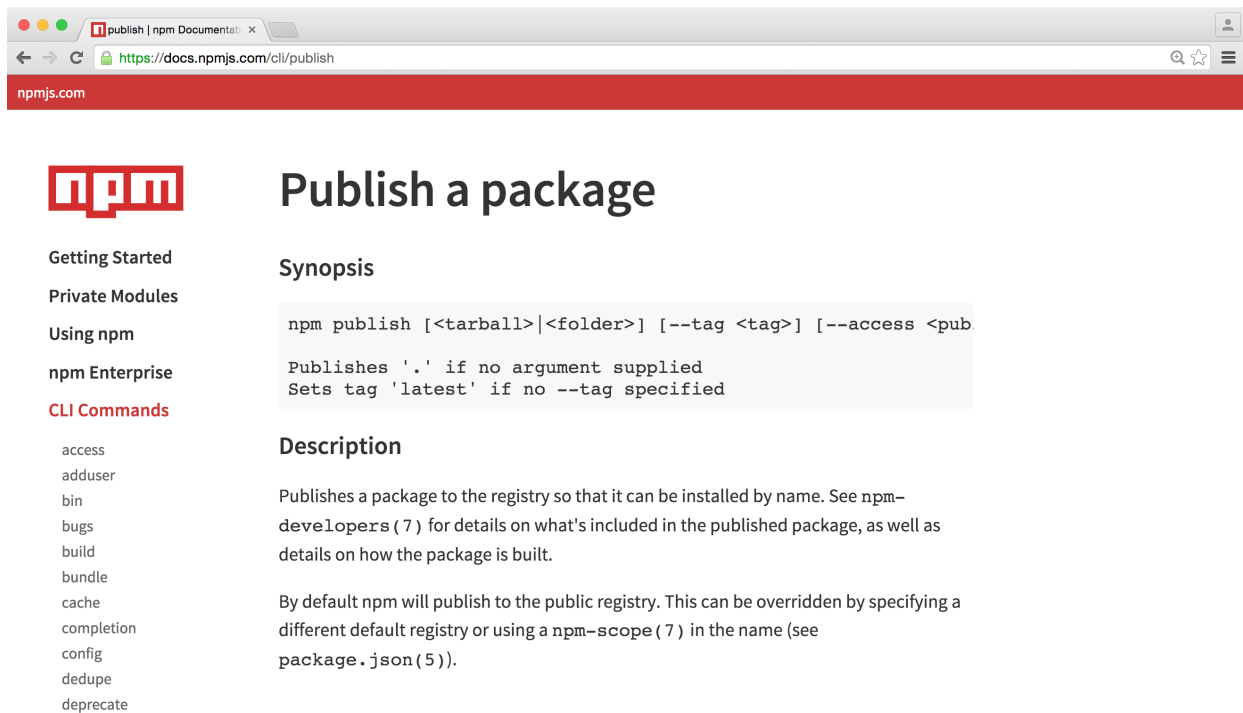 publish | npm Documentat
https://docs.npmjs.com/cli/publish
npmjs.com
npm
Getting Started
Private Modules
Using npm
npm Enterprise
CLI Commands
access
adduser
bin
bugs
build
bundle
cache
completion
config
dedupe
deprecate
Publish a package
Synopsis
npm publish [<tarball>|<folder>] [--tag <tag>] [--access <pub
Publishes '.' if no argument supplied
Sets tag 'latest' if no --tag specified
Description
Publishes a package to the registry so that it can be installed by name. See npm-
developers(7) for details on what's included in the published package, as well as
details on how the package is built.
By default npm will publish to the public registry. This can be overridden by specifying a
different default registry or using a npm-scope(7) in the name (see
package.json(5)).